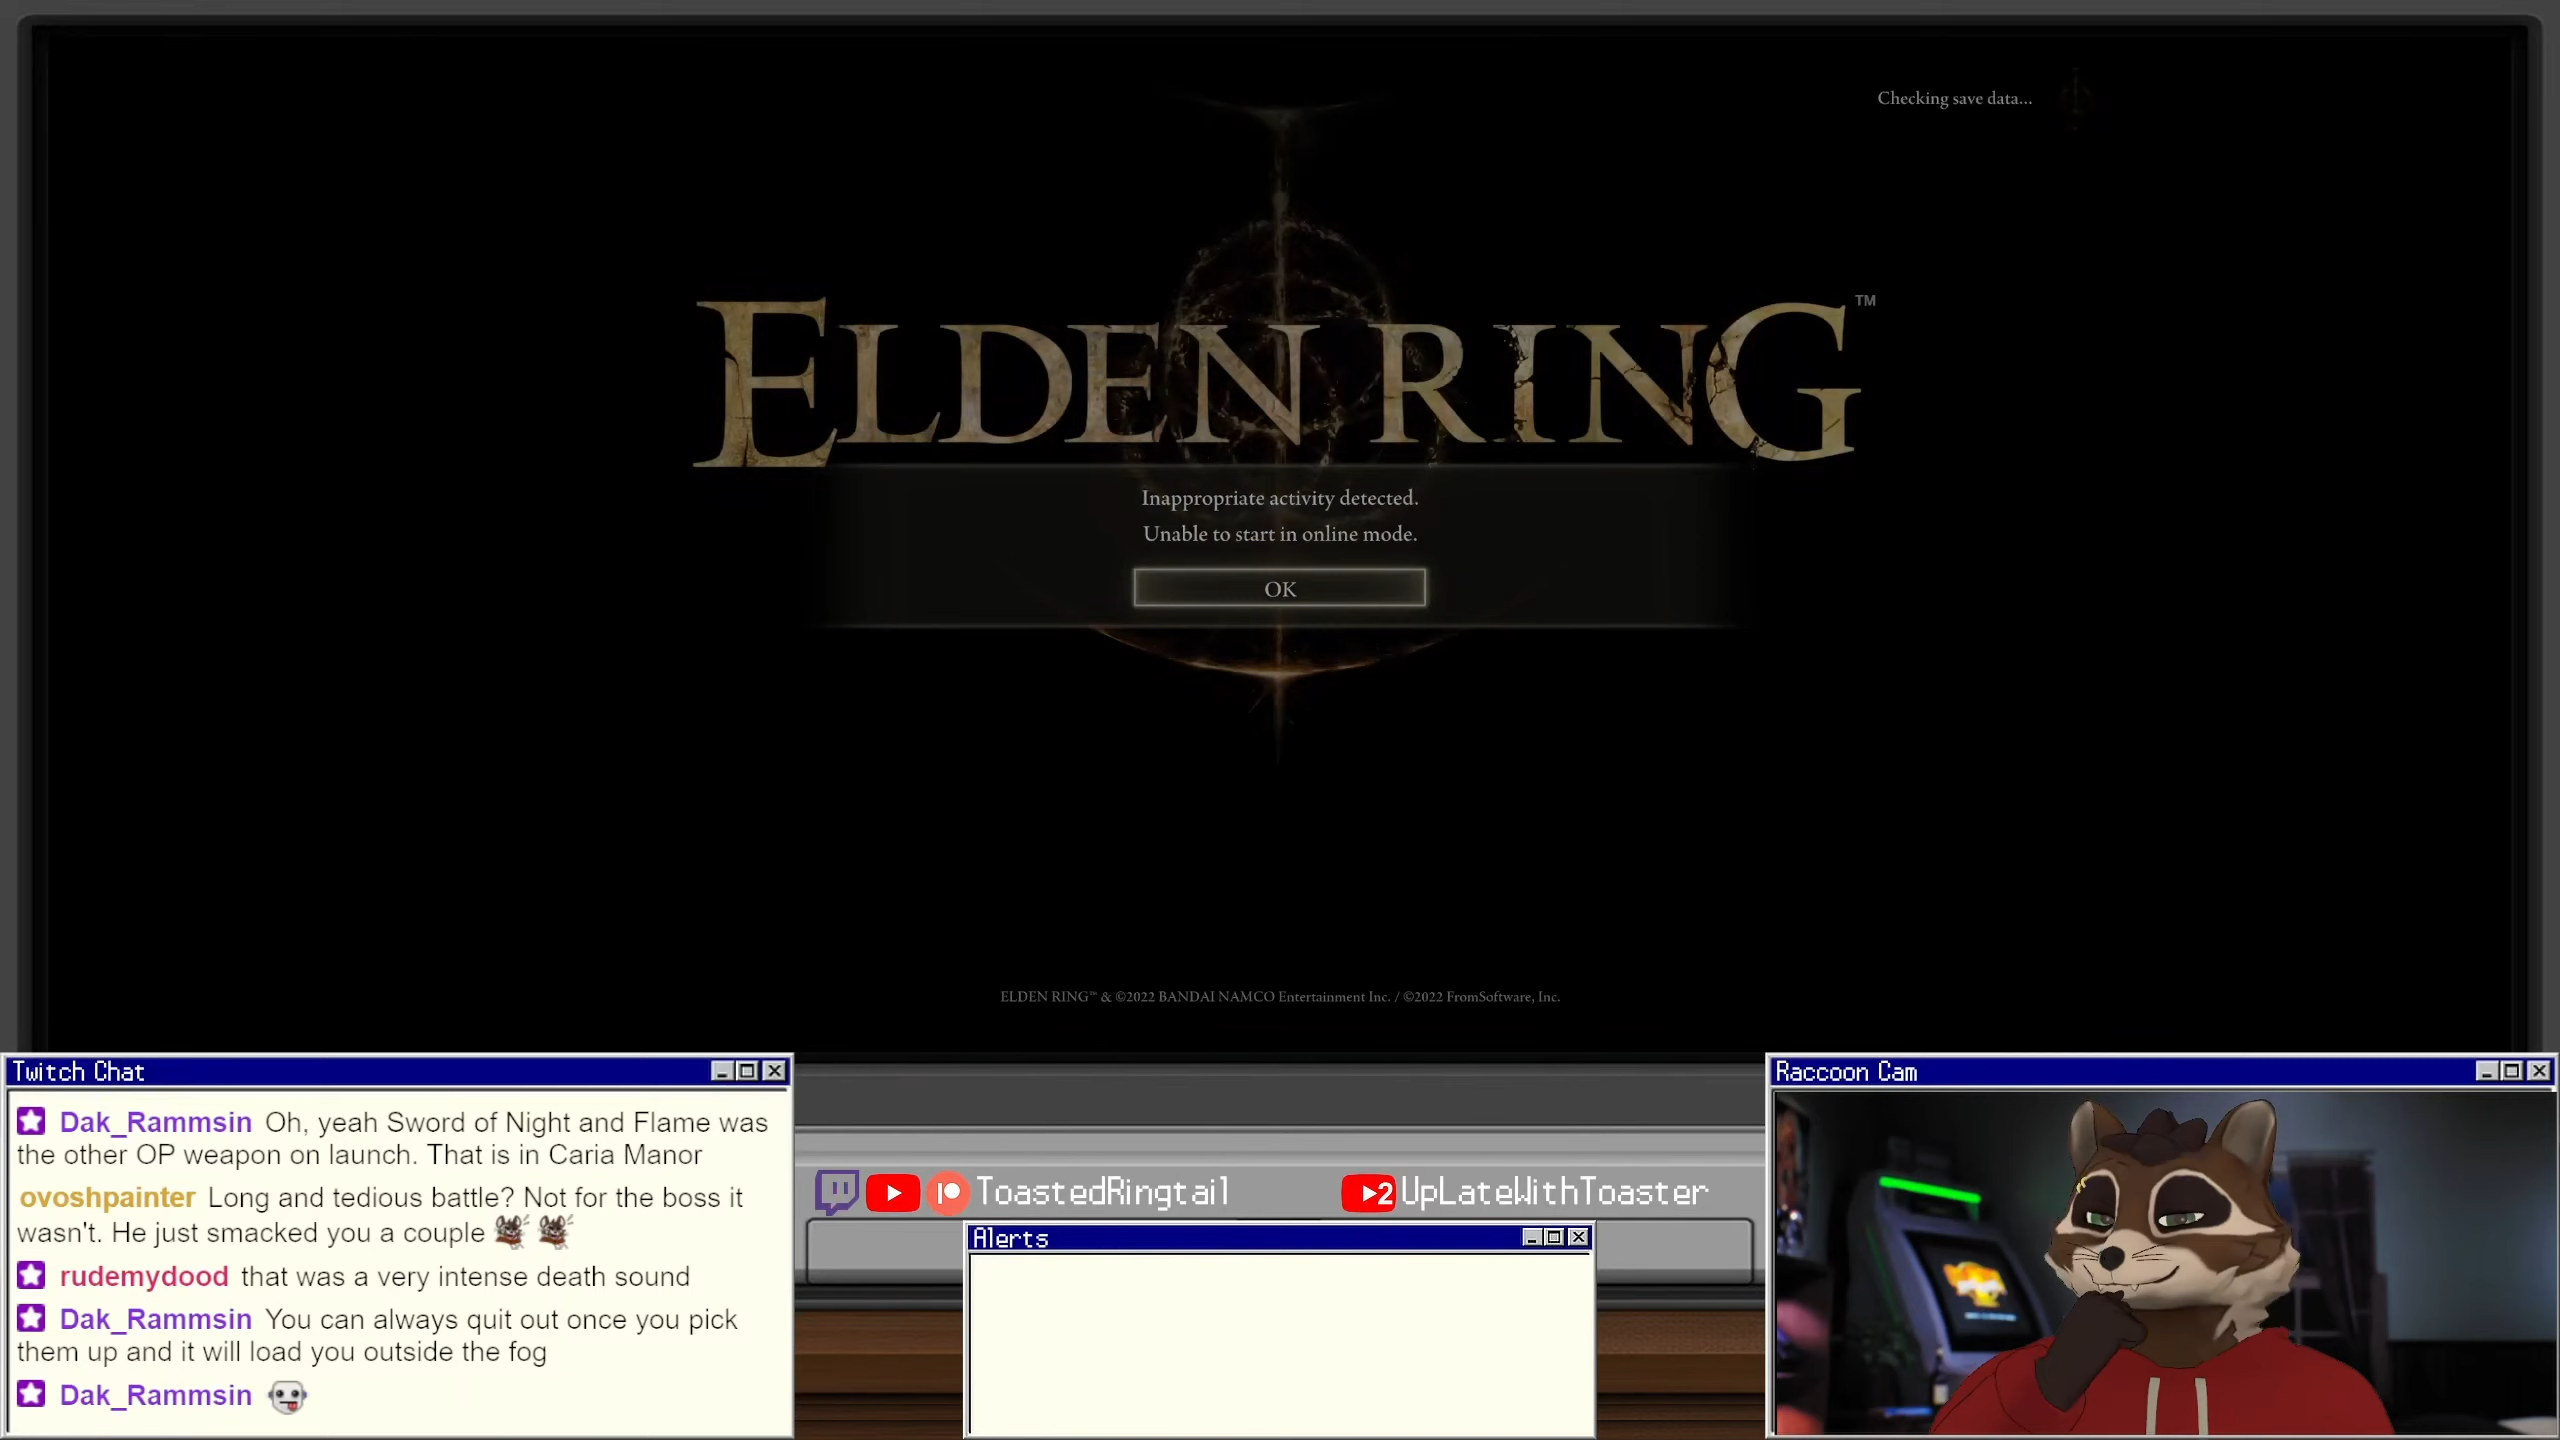 Checking save data...
ELDEN RING™
Inappropriate activity detected.
Unable to start in online mode.
OK
ELDEN RING™ & ©2022 BANDAI NAMCO Entertainment Inc. / ©2022 FromSoftware, Inc.
Twitch Chat
Dak_Rammsin Oh, yeah Sword of Night and Flame was
the other OP weapon on launch. That is in Caria Manor
ovoshpainter Long and tedious battle? Not for the boss it
wasn't. He just smacked you a couple
rudemydood that was a very intense death sound
Dak_Rammsin You can always quit out once you pick
them up and it will load you outside the fog
Dak_Rammsin
ToastedRingtail
2 UpLateWithToaster
Alerts
Raccoon Cam